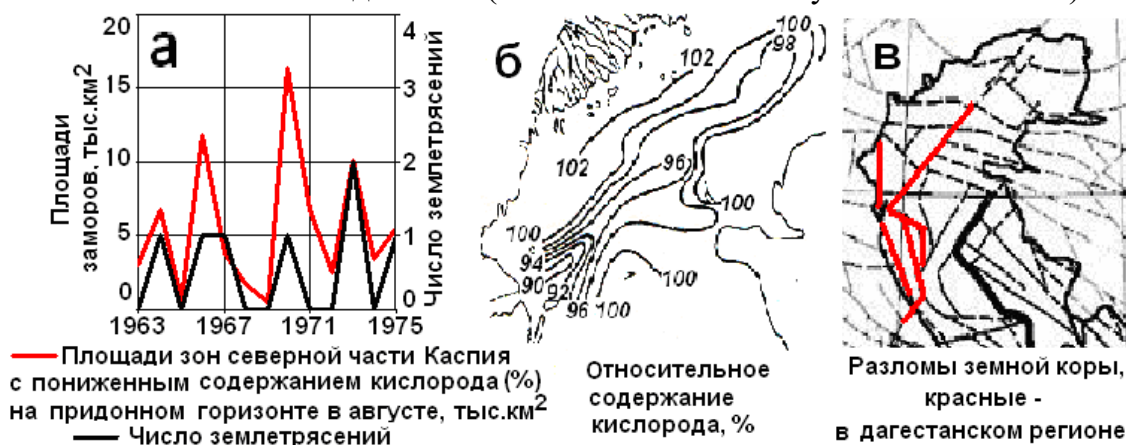 20
15
10
5
0
а
4
3
2
1
0
Площади
заморов, тыс.км²
Число землетрясений
1963 1967 1971 1975
Площади зон северной части Каспия
с пониженным содержанием кислорода (%)
на придонном горизонте в августе, тыс.км²
Число землетрясений
б
100
98
102
102
96
100
100
94
90
92
96
100
100
Относительное
содержание
кислорода, %
в
Разломы земной коры,
красные -
в дагестанском регионе